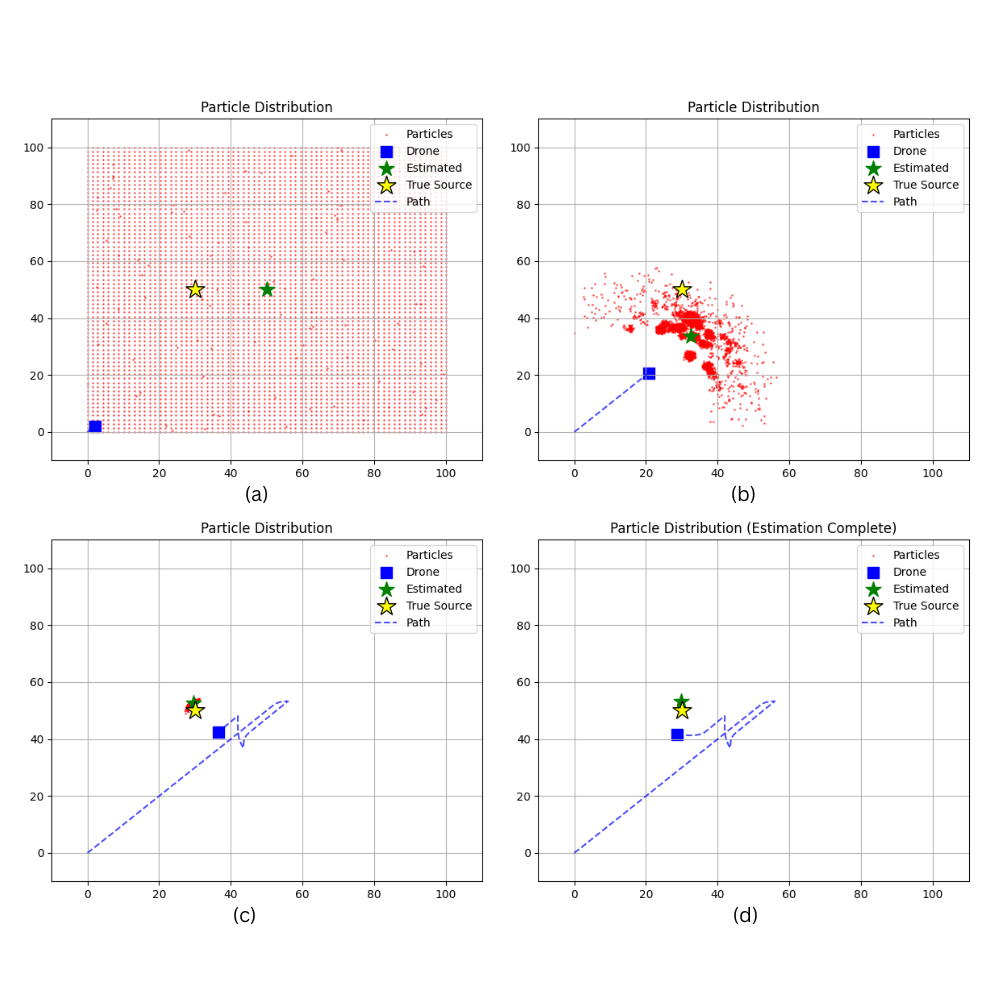 Particle Distribution
100
80
60
40
20
0
0 20 40 60 80 100
Particles
Drone
Estimated
True Source
Path
(a)
Particle Distribution
100
80
60
40
20
0
0 20 40 60 80 100
Particles
Drone
Estimated
True Source
Path
(b)
Particle Distribution
100
80
60
40
20
0
0 20 40 60 80 100
Particles
Drone
Estimated
True Source
Path
(c)
Particle Distribution (Estimation Complete)
100
80
60
40
20
0
0 20 40 60 80 100
Particles
Drone
Estimated
True Source
Path
(d)